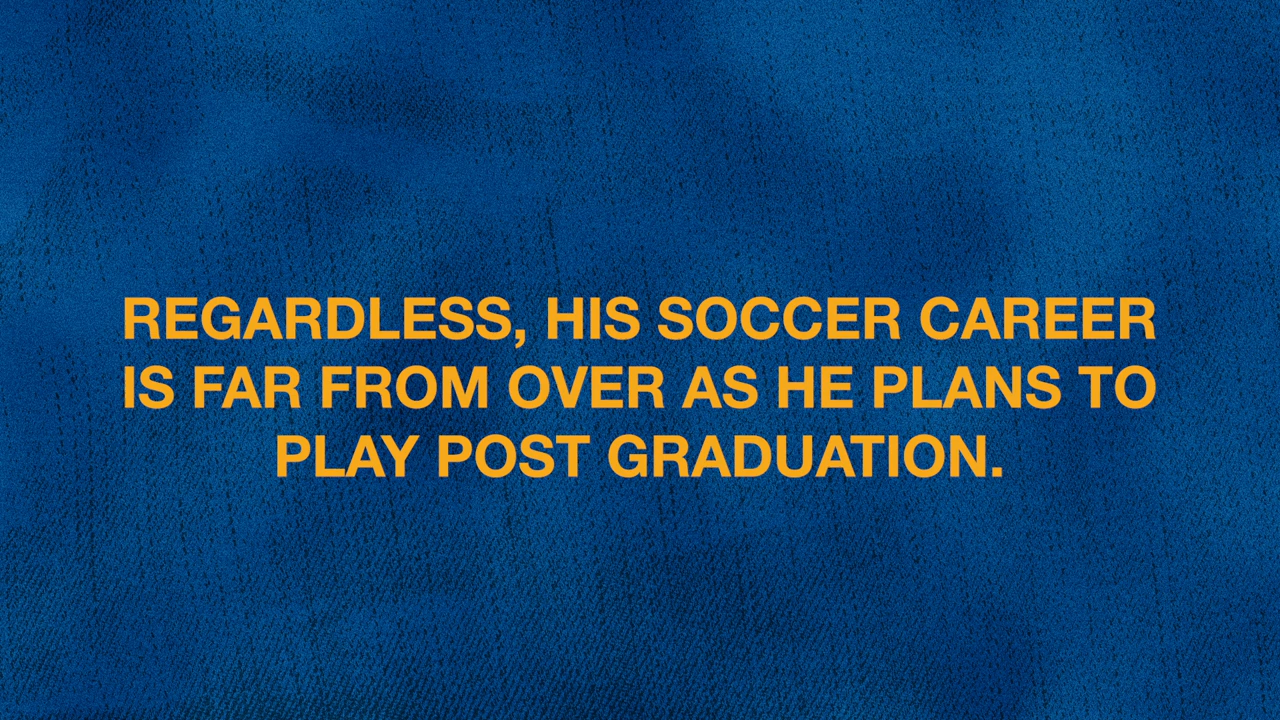 REGARDLESS, HIS SOCCER CAREER
IS FAR FROM OVER AS HE PLANS TO
PLAY POST GRADUATION.